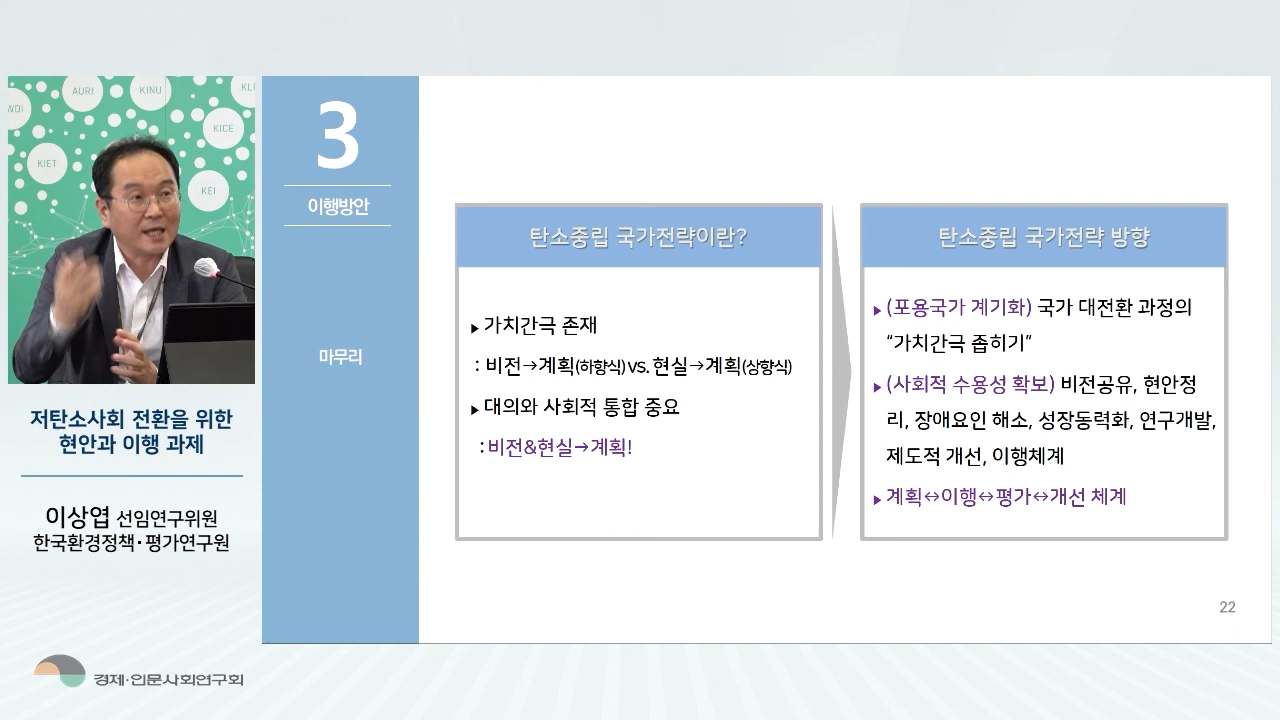 WDI
AURI
KINU
KLI
KICE
KIET
KEI
저탄소사회 전환을 위한
현안과 이행 과제
이상엽 선임연구위원
한국환경정책·평가연구원
경제·인문사회연구회
3
이행방안
마무리
탄소중립 국가전략이란?
▸가치간극 존재
: 비전→계획(하향식) vs. 현실→계획(상향식)
▸대의와 사회적 통합 중요
: 비전&현실→계획!
탄소중립 국가전략 방향
▸(포용국가 계기화) 국가 대전환 과정의
“가치간극 좁히기”
▸(사회적 수용성 확보) 비전공유, 현안정
리, 장애요인 해소, 성장동력화, 연구개발,
제도적 개선, 이행체계
▸계획↔이행↔평가↔개선 체계
22